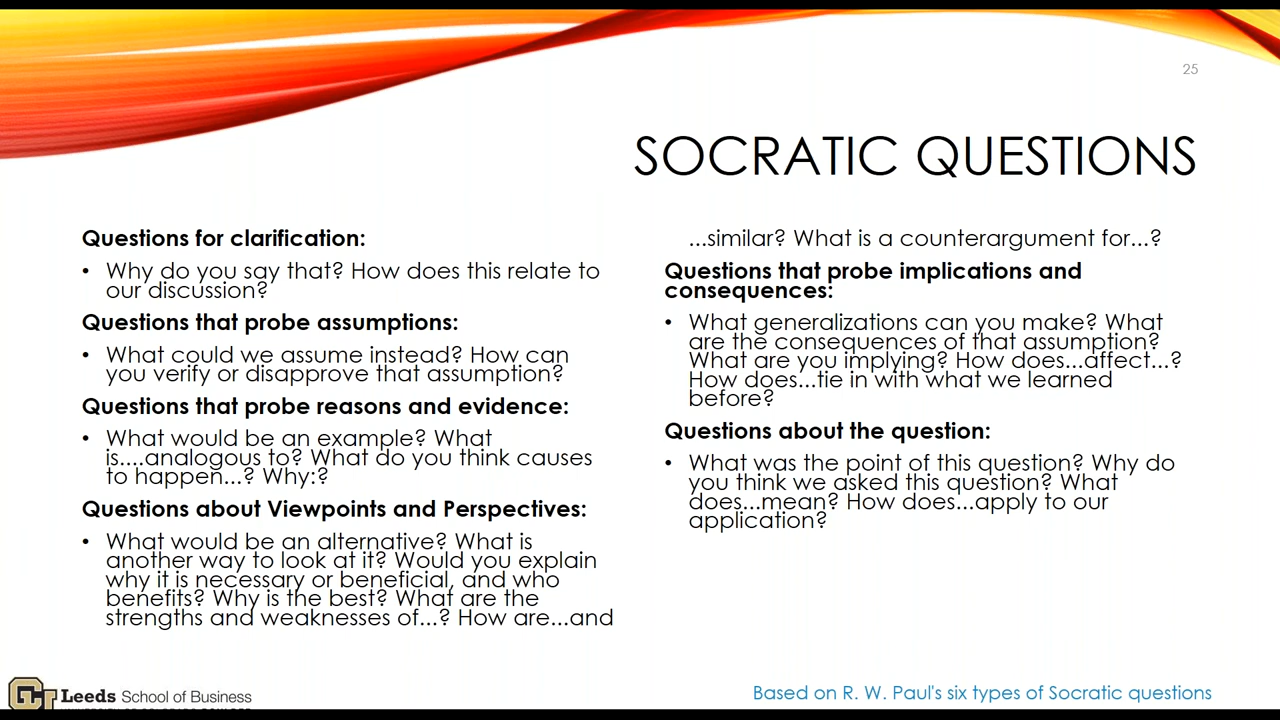 25
SOCRATIC QUESTIONS
Questions for clarification:
• Why do you say that? How does this relate to
our discussion?
Questions that probe assumptions:
• What could we assume instead? How can
you verify or disapprove that assumption?
Questions that probe reasons and evidence:
• What would be an example? What
is....analogous to? What do you think causes
to happen...? Why:?
Questions about Viewpoints and Perspectives:
• What would be an alternative? What is
another way to look at it? Would you explain
why it is necessary or beneficial, and who
benefits? Why is the best? What are the
strengths and weaknesses of...? How are...and
...similar? What is a counterargument for...?
Questions that probe implications and
consequences:
• What generalizations can you make? What
are the consequences of that assumption?
What are you implying? How does...affect...?
How does...tie in with what we learned
before?
Questions about the question:
• What was the point of this question? Why do
you think we asked this question? What
does...mean? How does...apply to our
application?
Leeds School of Business
Based on R. W. Paul's six types of Socratic questions